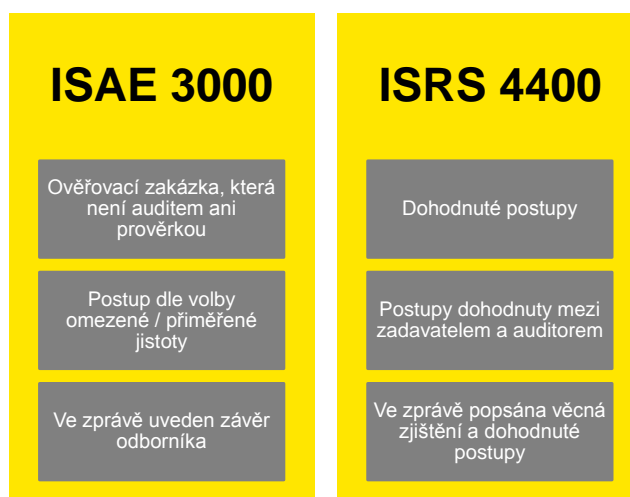 ISAE 3000
Ověřovací zakázka, která
není auditem ani
prověrkou
Postup dle volby
omezené / přiměřené
jistoty
Ve zprávě uveden závěr
odborníka
ISRS 4400
Dohodnuté postupy
Postupy dohodnuty mezi
zadavatelem a auditorem
Ve zprávě popsána věcná
zjištění a dohodnuté
postupy